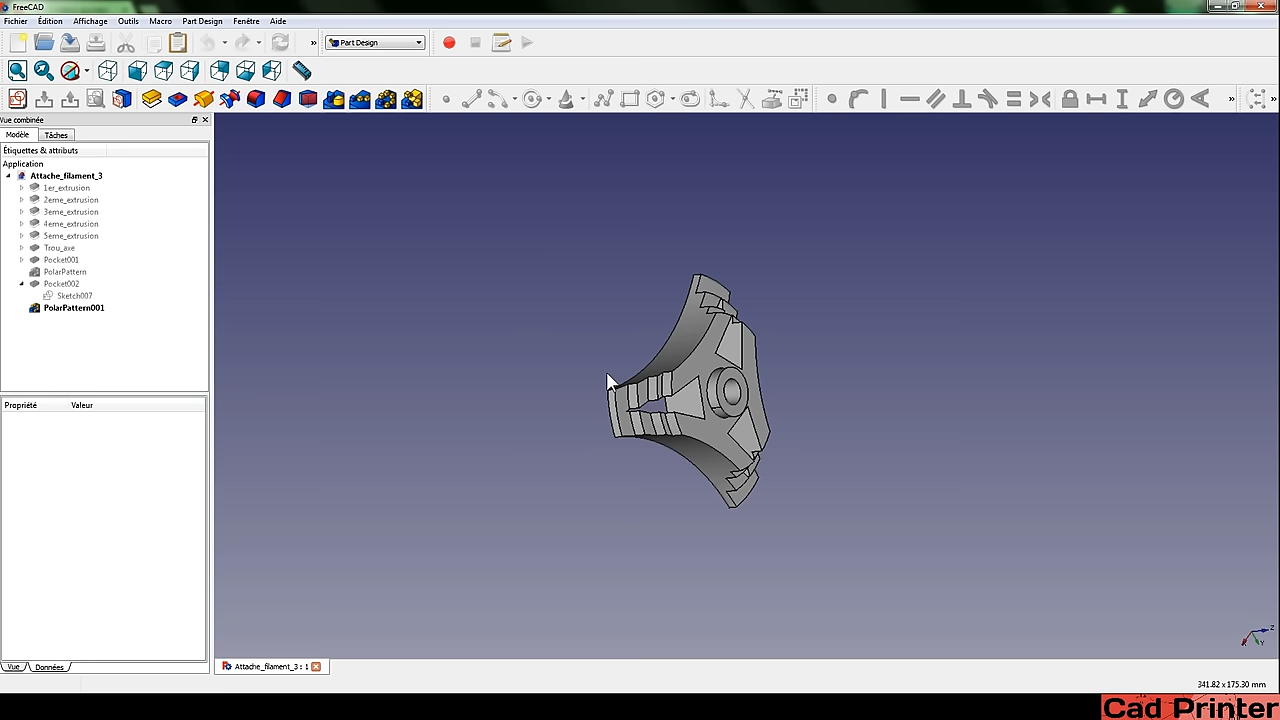 FreeCAD
Fichier Édition Affichage Outils Macro Part Design Fenêtre Aide
Part Design
Vue combinée
Modèle Tâches
Étiquettes & attributs
Application
Attache_filament_3
1er_extrusion
2eme_extrusion
3eme_extrusion
4eme_extrusion
5eme_extrusion
Trou_axe
Pocket001
PolarPattern
Pocket002
Sketch007
PolarPattern001
Propriété Valeur
Vue Données
Attache_filament_3 : 1
Z
X Y
341.82 x 175.30 mm
Cad Printer